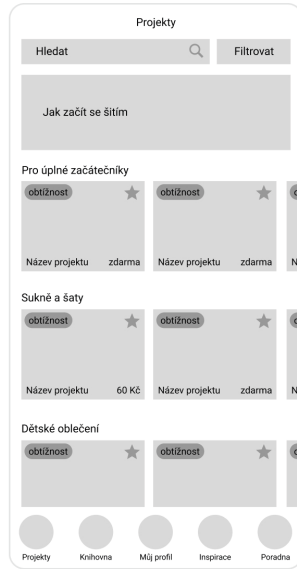 Projekty
Hledat Filtrovat
Jak začít se šitím
Pro úplné začátečníky
obtížnost obtížnost
Název projektu zdarma Název projektu zdarma
Sukně a šaty
obtížnost obtížnost
Název projektu 60 Kč Název projektu zdarma
Dětské oblečení
obtížnost obtížnost
Projekty Knihovna Můj profil Inspirace Poradna